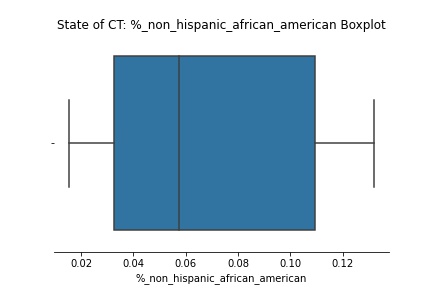 State of CT: %_non_hispanic_african_american Boxplot
-
0.02 0.04 0.06 0.08 0.10 0.12
%_non_hispanic_african_american